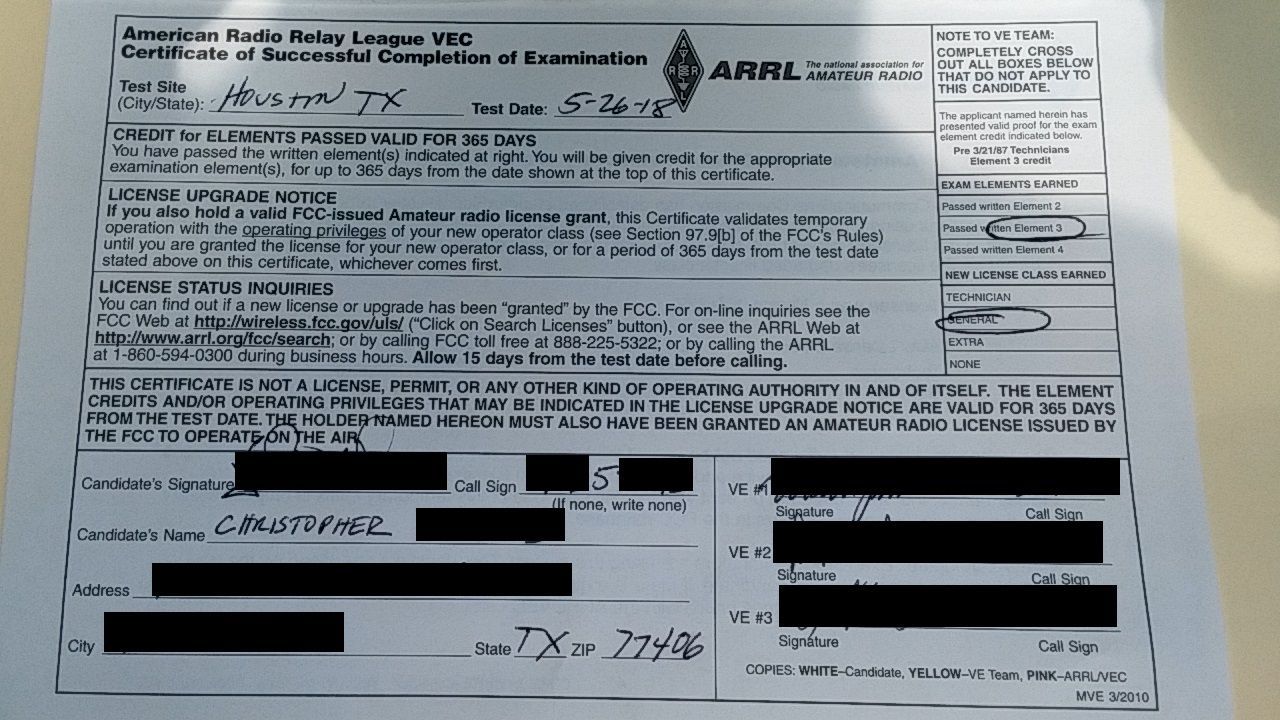 American Radio Relay League VEC
Certificate of Successful Completion of Examination
Test Site
(City/State): HOUSTON TX
Test Date: 5-26-18
ARRL The national association for
AMATEUR RADIO
CREDIT for ELEMENTS PASSED VALID FOR 365 DAYS
You have passed the written element(s) indicated at right. You will be given credit for the appropriate
examination element(s), for up to 365 days from the date shown at the top of this certificate.
LICENSE UPGRADE NOTICE
If you also hold a valid FCC-issued Amateur radio license grant, this Certificate validates temporary
operation with the operating privileges of your new operator class (see Section 97.9[b] of the FCC's Rules)
until you are granted the license for your new operator class, or for a period of 365 days from the test date
stated above on this certificate, whichever comes first.
LICENSE STATUS INQUIRIES
You can find out if a new license or upgrade has been "granted" by the FCC. For on-line inquiries see the
FCC Web at http://wireless.fcc.gov/uls/ ("Click on Search Licenses" button), or see the ARRL Web at
http://www.arrl.org/fcc/search; or by calling FCC toll free at 888-225-5322; or by calling the ARRL
at 1-860-594-0300 during business hours. Allow 15 days from the test date before calling.
NOTE TO VE TEAM:
COMPLETELY CROSS
OUT ALL BOXES BELOW
THAT DO NOT APPLY TO
THIS CANDIDATE.
The applicant named herein has
presented valid proof for the exam
element credit indicated below.
Pre 3/21/87 Technicians
Element 3 credit
EXAM ELEMENTS EARNED
Passed written Element 2
Passed written Element 3
Passed written Element 4
NEW LICENSE CLASS EARNED
TECHNICIAN
GENERAL
EXTRA
NONE
THIS CERTIFICATE IS NOT A LICENSE, PERMIT, OR ANY OTHER KIND OF OPERATING AUTHORITY IN AND OF ITSELF. THE ELEMENT
CREDITS AND/OR OPERATING PRIVILEGES THAT MAY BE INDICATED IN THE LICENSE UPGRADE NOTICE ARE VALID FOR 365 DAYS
FROM THE TEST DATE. THE HOLDER NAMED HEREON MUST ALSO HAVE BEEN GRANTED AN AMATEUR RADIO LICENSE ISSUED BY
THE FCC TO OPERATE ON THE AIR
Candidate's Signature
Call Sign 5
(If none, write none)
Candidate's Name CHRISTOPHER
Address
City
State TX ZIP 77406
VE #1
Signature Call Sign
VE #2
Signature Call Sign
VE #3
Signature Call Sign
COPIES: WHITE–Candidate, YELLOW–VE Team, PINK–ARRL/VEC
MVE 3/2010